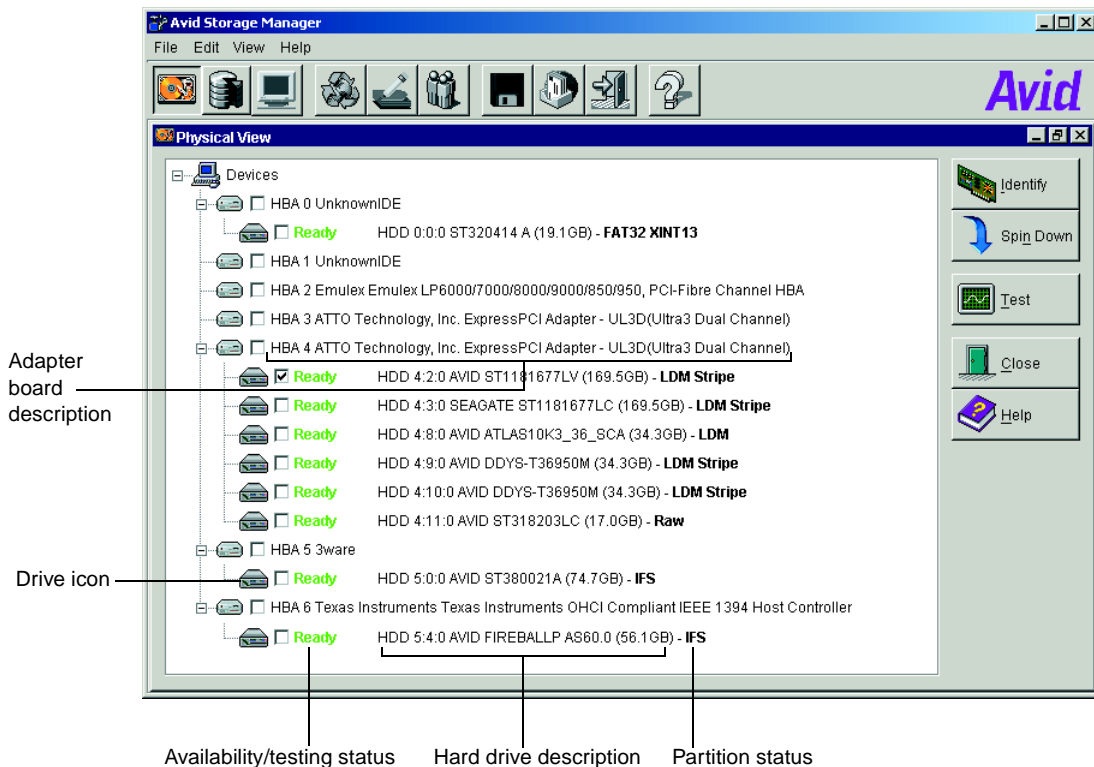 Avid Storage Manager
File Edit View Help
Avid
Physical View
Devices
HBA 0 UnknownIDE
Ready HDD 0:0:0 ST320414 A (19.1GB) - FAT32 XINT13
HBA 1 UnknownIDE
HBA 2 Emulex Emulex LP6000/7000/8000/9000/850/950, PCI-Fibre Channel HBA
HBA 3 ATTO Technology, Inc. ExpressPCI Adapter - UL3D(Ultra3 Dual Channel)
HBA 4 ATTO Technology, Inc. ExpressPCI Adapter - UL3D(Ultra3 Dual Channel)
Ready HDD 4:2:0 AVID ST1181677LV (169.5GB) - LDM Stripe
Ready HDD 4:3:0 SEAGATE ST1181677LC (169.5GB) - LDM Stripe
Ready HDD 4:8:0 AVID ATLAS10K3_36_SCA (34.3GB) - LDM
Ready HDD 4:9:0 AVID DDYS-T36950M (34.3GB) - LDM Stripe
Ready HDD 4:10:0 AVID DDYS-T36950M (34.3GB) - LDM Stripe
Ready HDD 4:11:0 AVID ST318203LC (17.0GB) - Raw
HBA 5 3ware
Ready HDD 5:0:0 AVID ST380021A (74.7GB) - IFS
HBA 6 Texas Instruments Texas Instruments OHCI Compliant IEEE 1394 Host Controller
Ready HDD 5:4:0 AVID FIREBALLP AS60.0 (56.1GB) - IFS
Identify
Spin Down
Test
Close
Help
Adapter
board
description
Drive icon
Availability/testing status
Hard drive description
Partition status